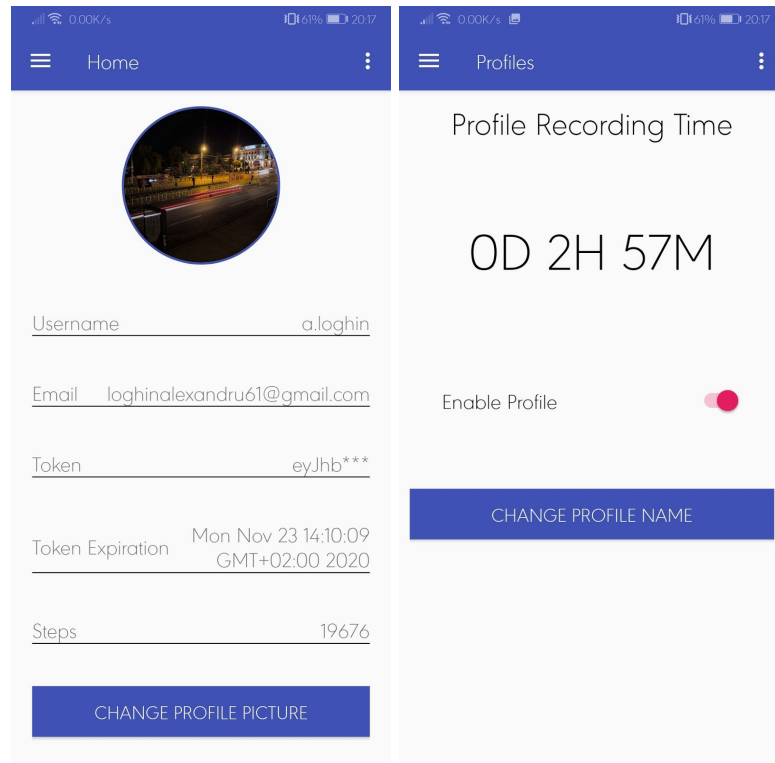 0.00K/s 61% 20:17
Home
Username a.loghin
Email loghinalexandru61@gmail.com
Token eyJhb***
Token Expiration Mon Nov 23 14:10:09
GMT+02:00 2020
Steps 19676
CHANGE PROFILE PICTURE
0.00K/s 61% 20:17
Profiles
Profile Recording Time
0D 2H 57M
Enable Profile
CHANGE PROFILE NAME